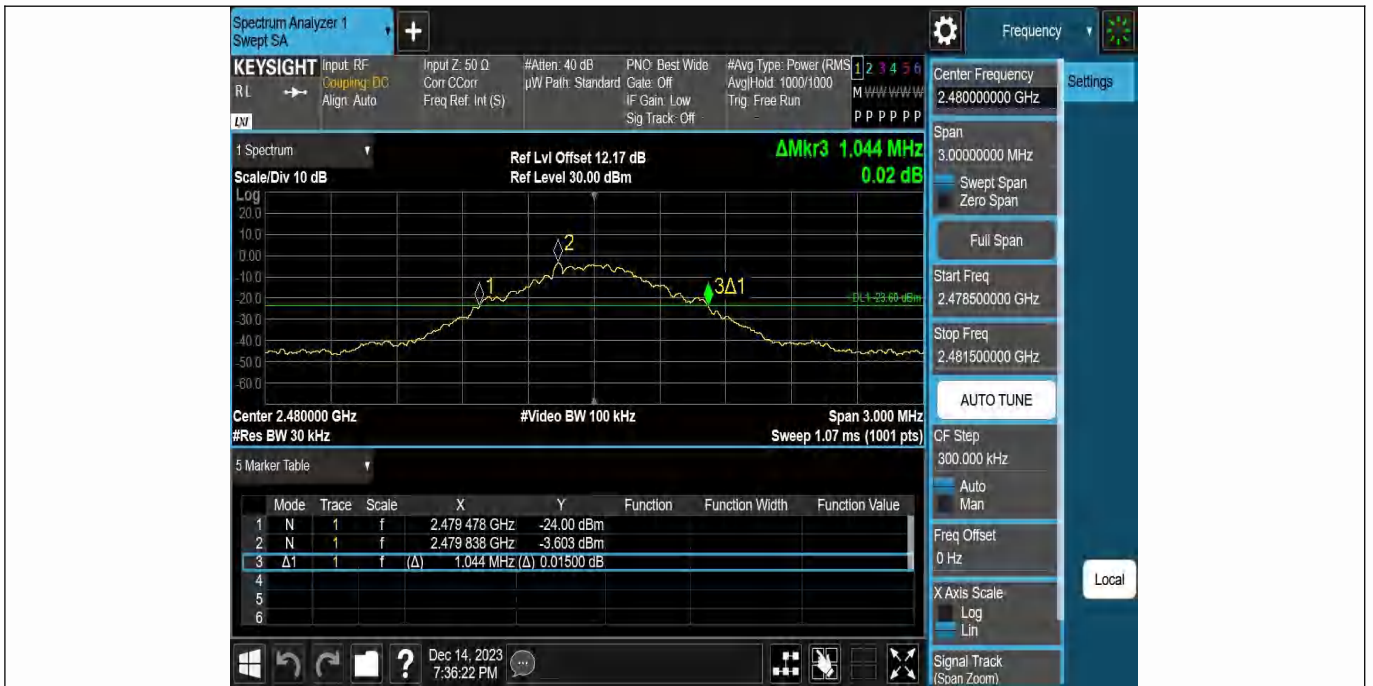 Spectrum Analyzer 1
Swept SA
+
Frequency
KEYSIGHT
RL
LXI
Input: RF
Coupling: DC
Align: Auto
Input Z: 50 Ω
Corr CCorr
Freq Ref: Int (S)
#Atten: 40 dB
µW Path: Standard
PNO: Best Wide
Gate: Off
IF Gain: Low
Sig Track: Off
#Avg Type: Power (RMS
Avg|Hold: 1000/1000
Trig: Free Run
1 2 3 4 5 6
M W W W W W
P P P P P P
1 Spectrum
Scale/Div 10 dB
Ref Lvl Offset 12.17 dB
Ref Level 30.00 dBm
ΔMkr3 1.044 MHz
0.02 dB
Log
20.0
10.0
0.00
-10.0
-20.0
-30.0
-40.0
-50.0
-60.0
1
2
3Δ1
DL1 -23.60 dBm
Center 2.480000 GHz
#Video BW 100 kHz
Span 3.000 MHz
#Res BW 30 kHz
Sweep 1.07 ms (1001 pts)
5 Marker Table
Mode Trace Scale X Y Function Function Width Function Value
1 N 1 f 2.479 478 GHz -24.00 dBm
2 N 1 f 2.479 838 GHz -3.603 dBm
3 Δ1 1 f (Δ) 1.044 MHz (Δ) 0.01500 dB
4
5
6
?
Dec 14, 2023
7:36:22 PM
Center Frequency
2.480000000 GHz
Settings
Span
3.00000000 MHz
Swept Span
Zero Span
Full Span
Start Freq
2.478500000 GHz
Stop Freq
2.481500000 GHz
AUTO TUNE
CF Step
300.000 kHz
Auto
Man
Freq Offset
0 Hz
Local
X Axis Scale
Log
Lin
Signal Track
(Span Zoom)